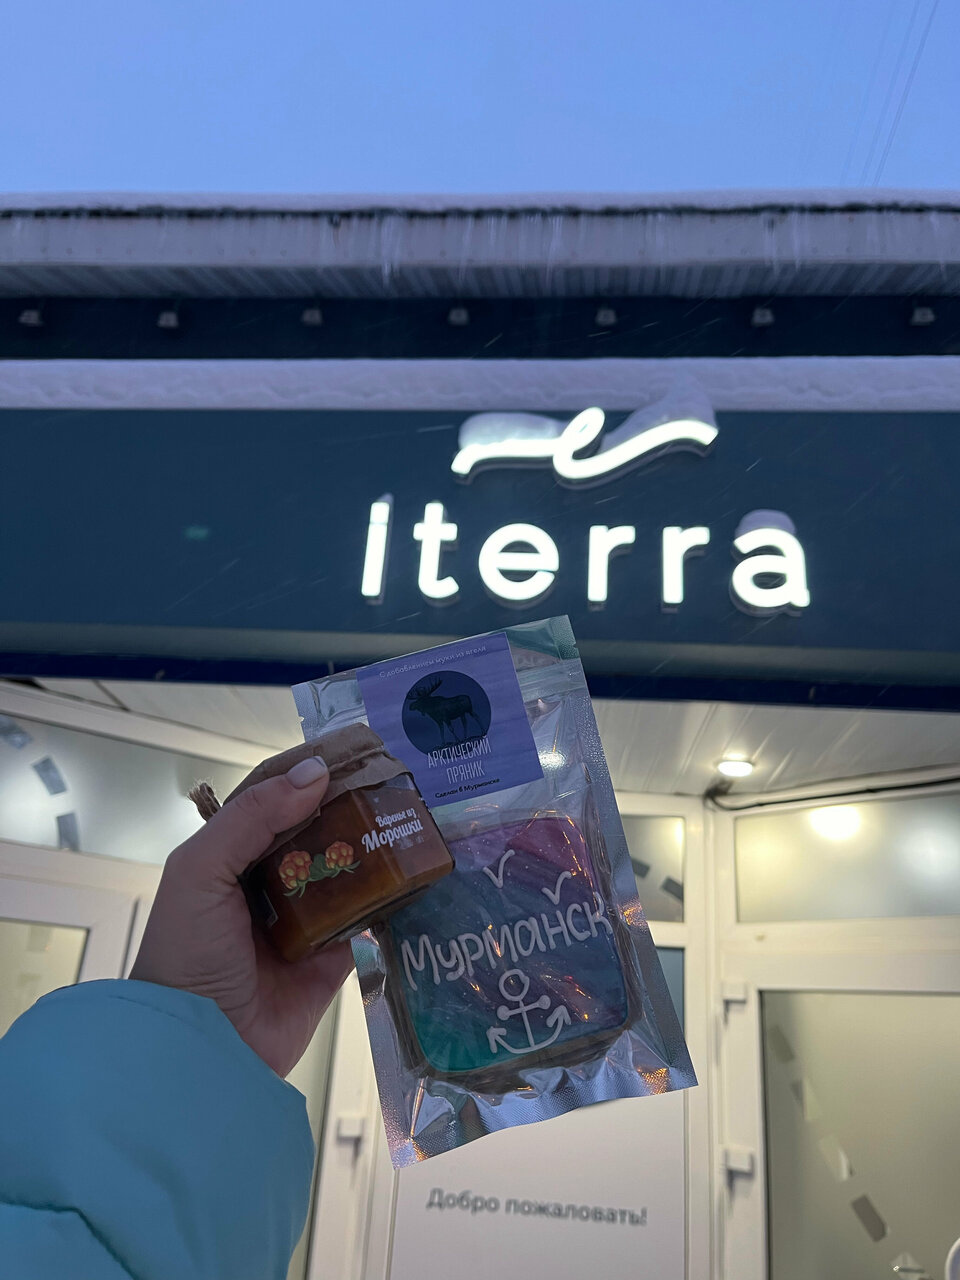 Iterra
С добавлением муки из ягеля
АРКТИЧЕСКИЙ
ПРЯНИК
Сделан в Мурманске
Варенье из
Морошки
Мурманск
Добро пожаловать!